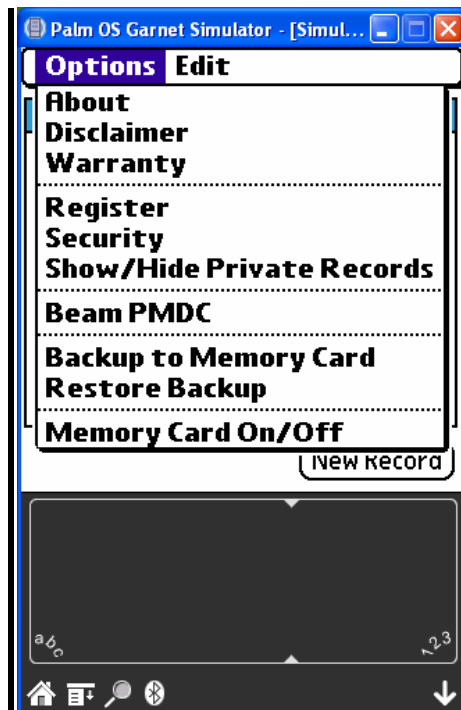 Palm OS Garnet Simulator - [Simul...
Options Edit
About
Disclaimer
Warranty
Register
Security
Show/Hide Private Records
Beam PMDC
Backup to Memory Card
Restore Backup
Memory Card On/Off
New Record
abc
123